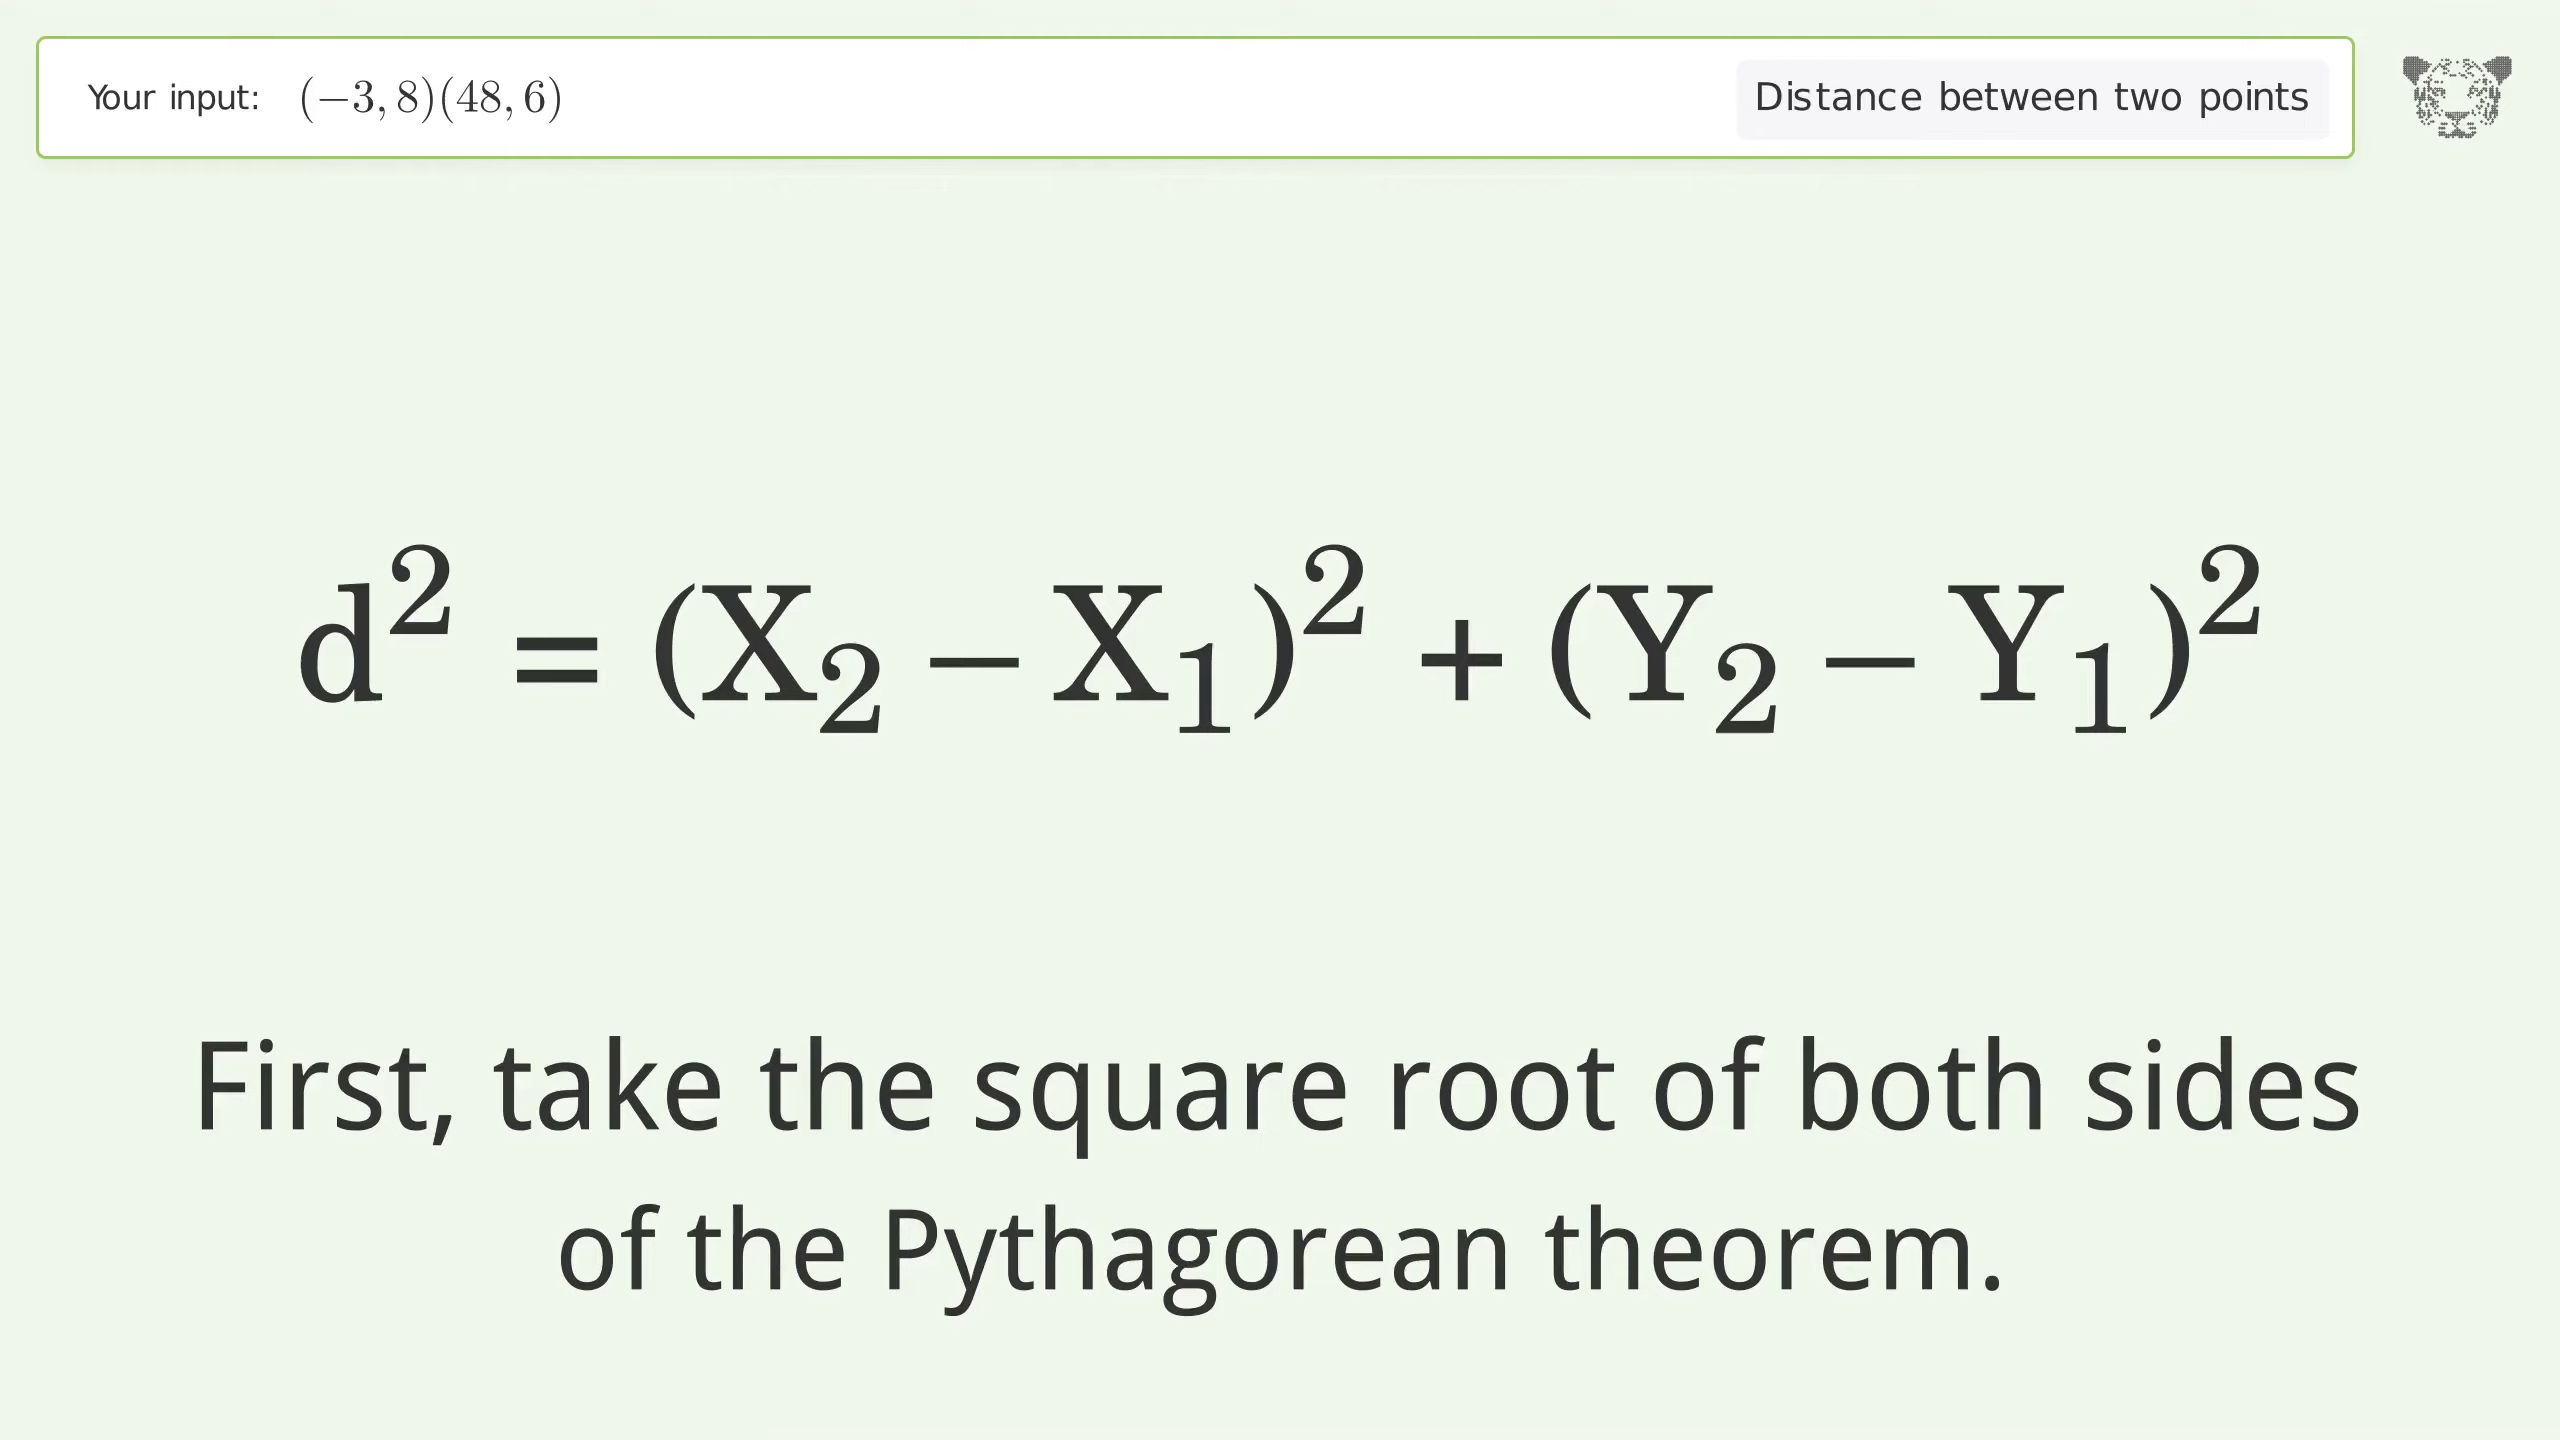 Your input: (−3, 8)(48, 6)
Distance between two points
d² = (X₂ − X₁)² + (Y₂ − Y₁)²
First, take the square root of both sides
of the Pythagorean theorem.